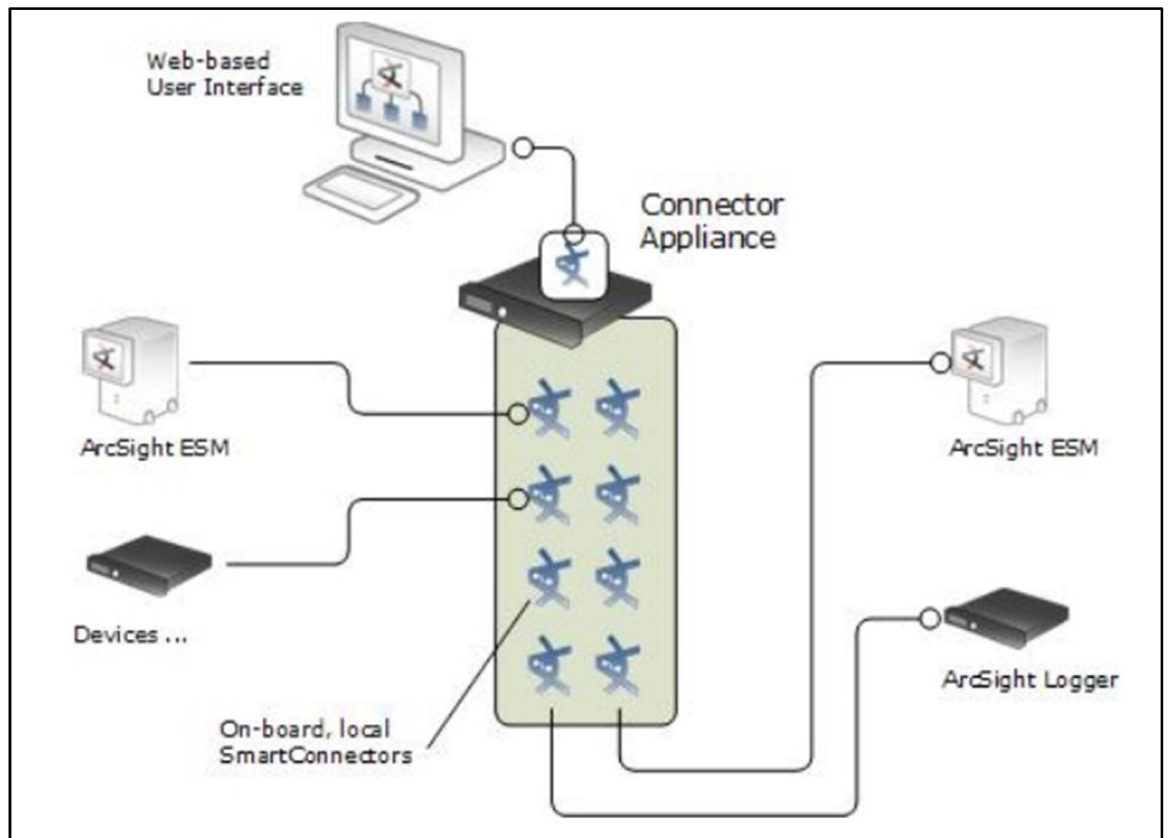 Web-based
User Interface
Connector
Appliance
ArcSight ESM
ArcSight ESM
Devices ...
ArcSight Logger
On-board, local
SmartConnectors